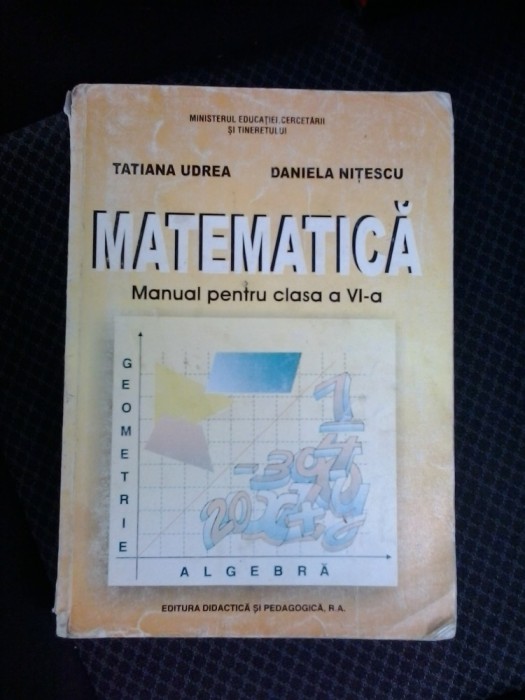 MINISTERUL EDUCAȚIEI, CERCETĂRII
ȘI TINERETULUI
TATIANA UDREA DANIELA NIȚESCU
MATEMATICĂ
Manual pentru clasa a VI-a
GEOMETRIE
ALGEBRĂ
EDITURA DIDACTICĂ ȘI PEDAGOGICĂ, R.A.